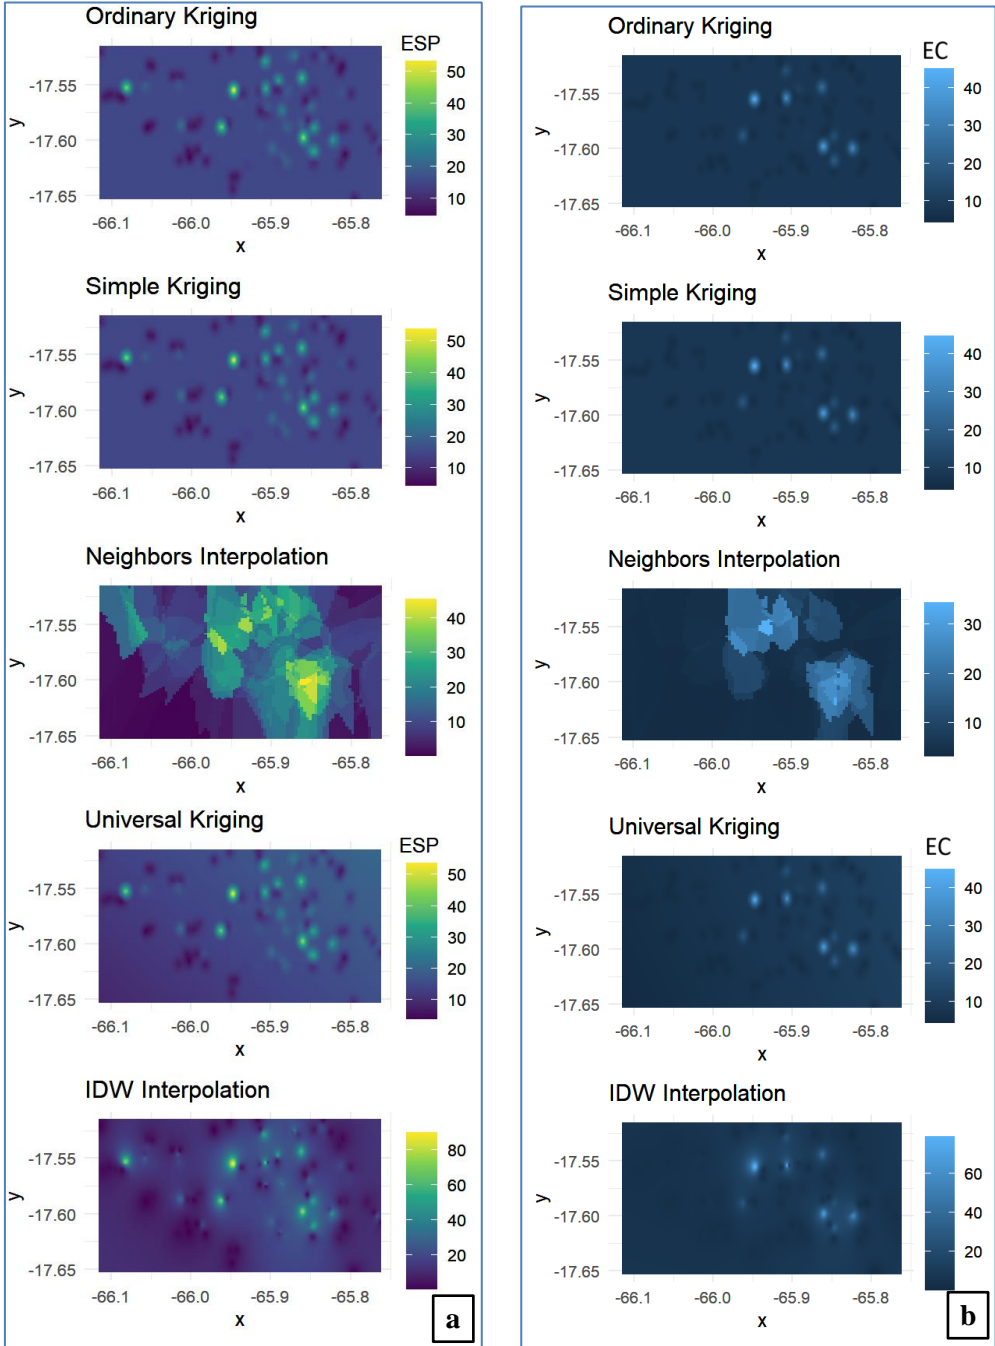 Ordinary Kriging
ESP
50
40
30
20
10
-17.55
-17.60
-17.65
y
-66.1 -66.0 -65.9 -65.8
x
Simple Kriging
50
40
30
20
10
-17.55
-17.60
-17.65
y
-66.1 -66.0 -65.9 -65.8
x
Neighbors Interpolation
40
30
20
10
-17.55
-17.60
-17.65
y
-66.1 -66.0 -65.9 -65.8
x
Universal Kriging
ESP
50
40
30
20
10
-17.55
-17.60
-17.65
y
-66.1 -66.0 -65.9 -65.8
x
IDW Interpolation
80
60
40
20
-17.55
-17.60
-17.65
y
-66.1 -66.0 -65.9 -65.8
x
a
Ordinary Kriging
EC
40
30
20
10
-17.55
-17.60
-17.65
y
-66.1 -66.0 -65.9 -65.8
x
Simple Kriging
40
30
20
10
-17.55
-17.60
-17.65
y
-66.1 -66.0 -65.9 -65.8
x
Neighbors Interpolation
30
20
10
-17.55
-17.60
-17.65
y
-66.1 -66.0 -65.9 -65.8
x
Universal Kriging
EC
40
30
20
10
-17.55
-17.60
-17.65
y
-66.1 -66.0 -65.9 -65.8
x
IDW Interpolation
60
40
20
-17.55
-17.60
-17.65
y
-66.1 -66.0 -65.9 -65.8
x
b